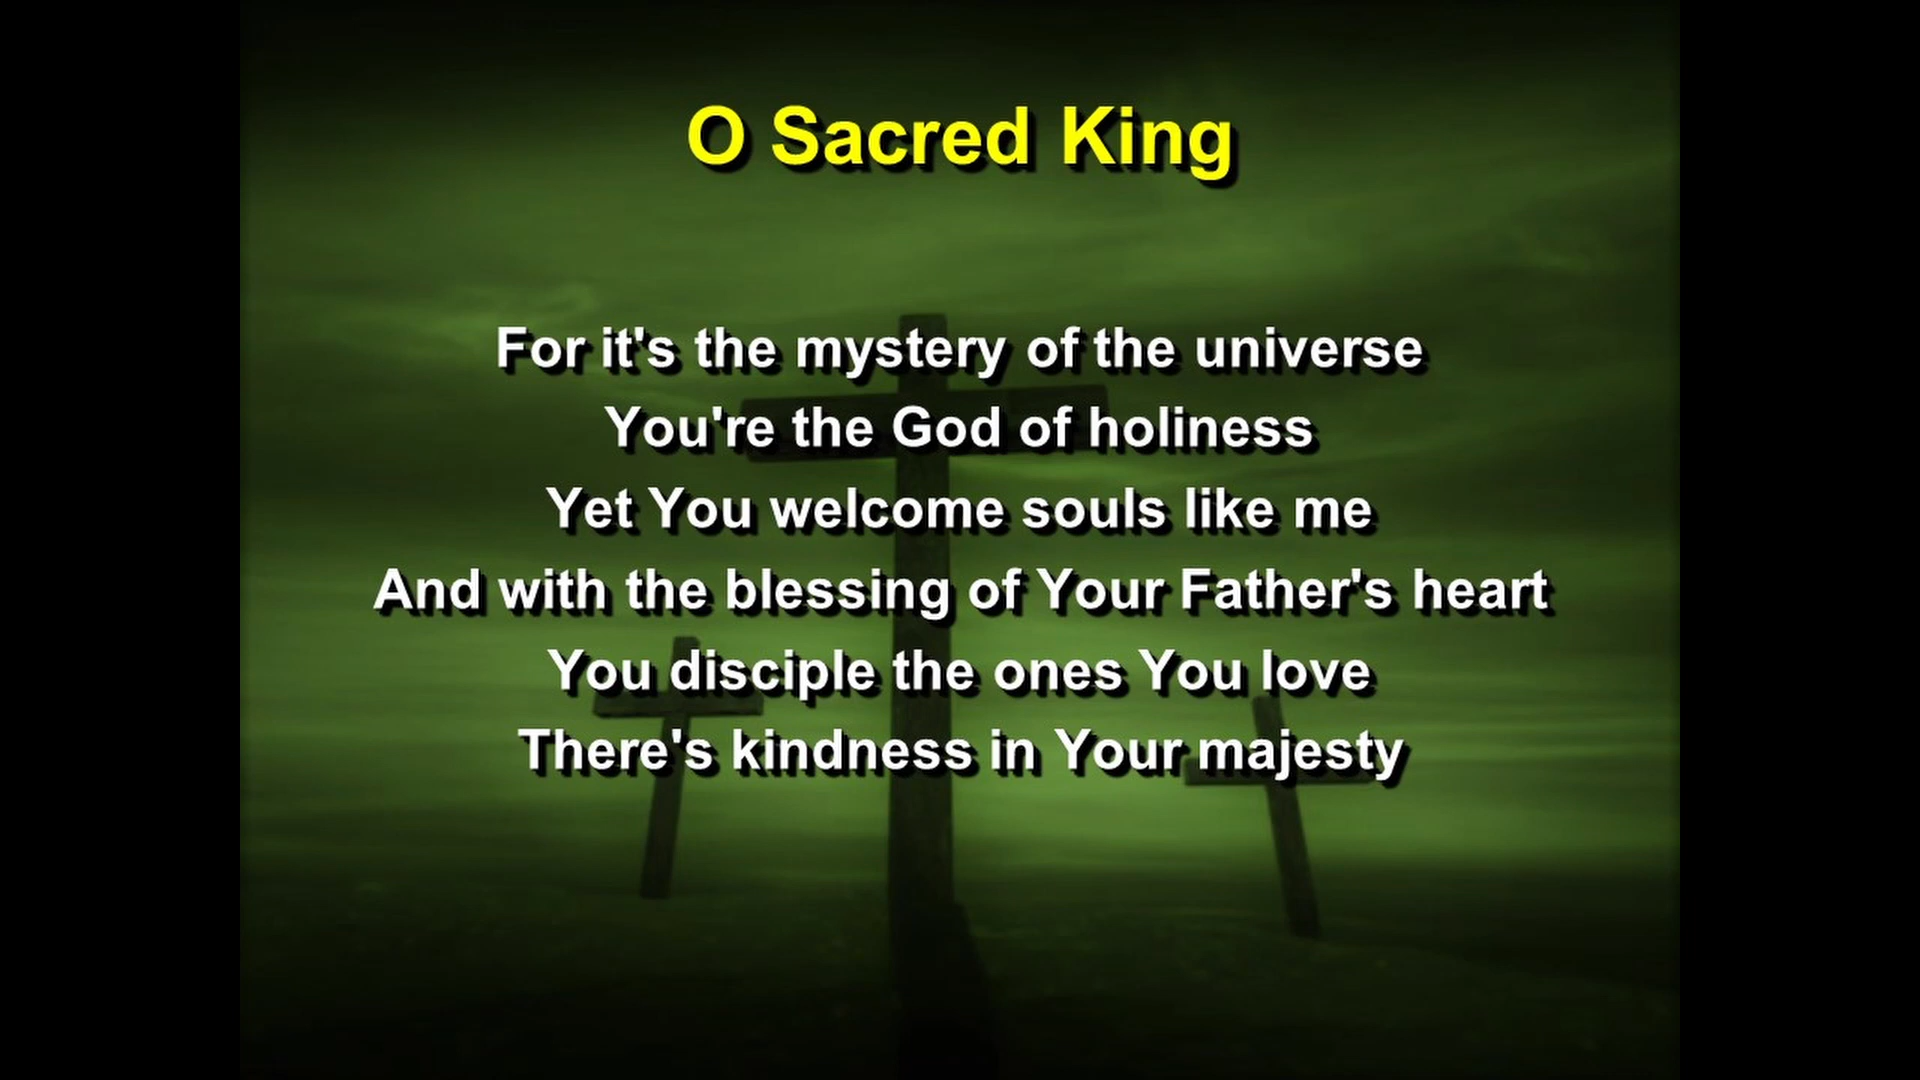 O Sacred King
For it's the mystery of the universe
You're the God of holiness
Yet You welcome souls like me
And with the blessing of Your Father's heart
You disciple the ones You love
There's kindness in Your majesty